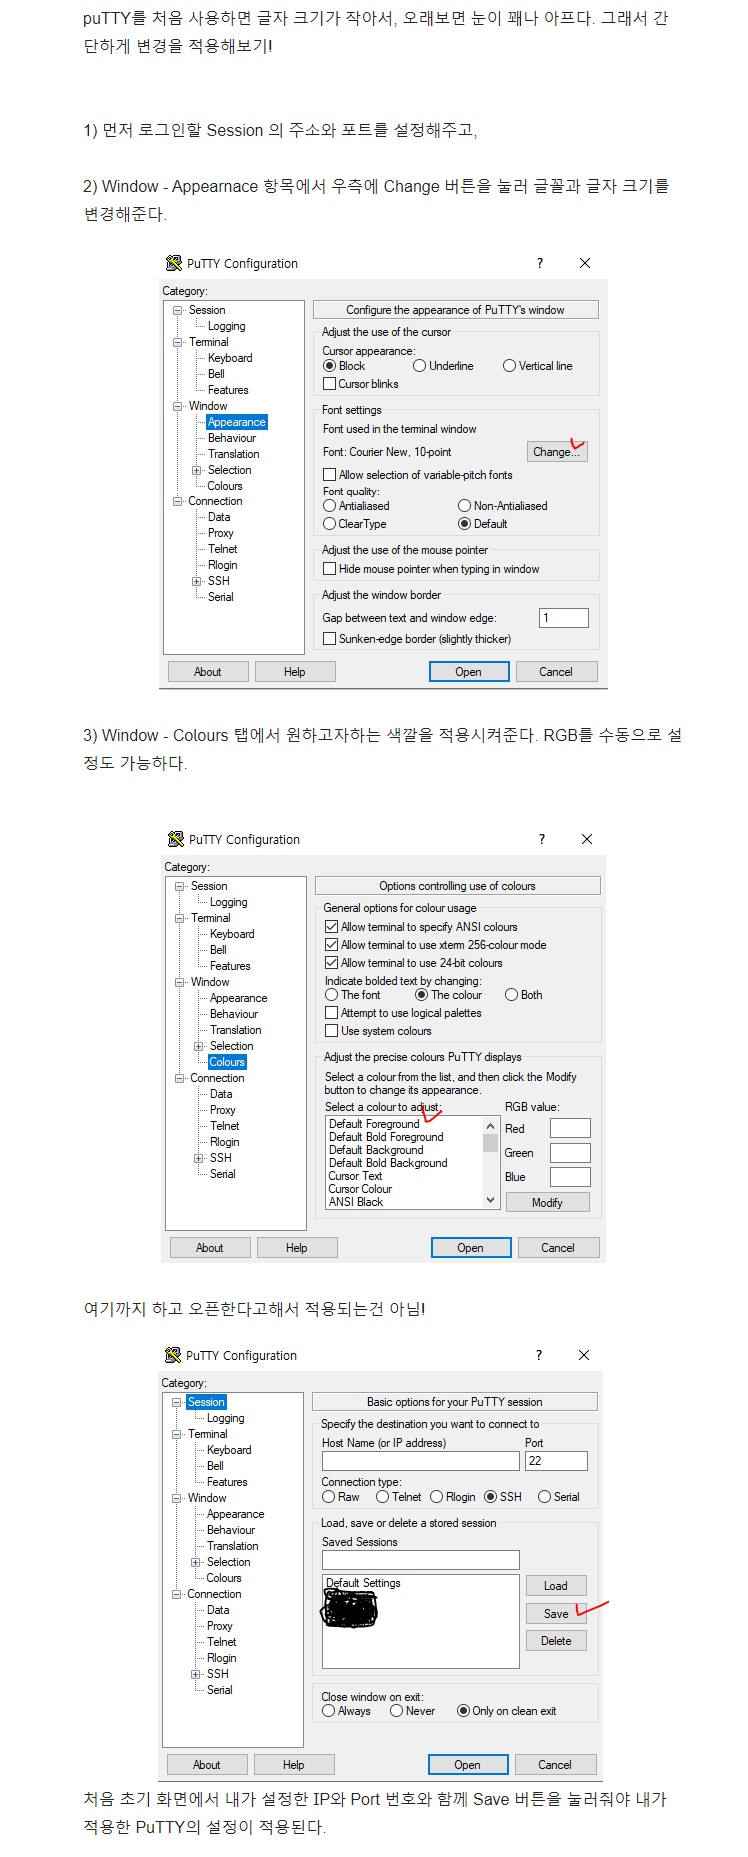 puTTY를 처음 사용하면 글자 크기가 작아서, 오래보면 눈이 꽤나 아프다. 그래서 간
단하게 변경을 적용해보기!
1) 먼저 로그인할 Session 의 주소와 포트를 설정해주고,
2) Window - Appearnace 항목에서 우측에 Change 버튼을 눌러 글꼴과 글자 크기를
변경해준다.
PuTTY Configuration ? ×
Category:
Session
Logging
Terminal
Keyboard
Bell
Features
Window
Appearance
Behaviour
Translation
Selection
Colours
Connection
Data
Proxy
Telnet
Rlogin
SSH
Serial
Configure the appearance of PuTTY's window
Adjust the use of the cursor
Cursor appearance:
Block Underline Vertical line
Cursor blinks
Font settings
Font used in the terminal window
Font: Courier New, 10-point Change...
Allow selection of variable-pitch fonts
Font quality:
Antialiased Non-Antialiased
ClearType Default
Adjust the use of the mouse pointer
Hide mouse pointer when typing in window
Adjust the window border
Gap between text and window edge: 1
Sunken-edge border (slightly thicker)
About Help Open Cancel
3) Window - Colours 탭에서 원하고자하는 색깔을 적용시켜준다. RGB를 수동으로 설
정도 가능하다.
PuTTY Configuration ? ×
Category:
Session
Logging
Terminal
Keyboard
Bell
Features
Window
Appearance
Behaviour
Translation
Selection
Colours
Connection
Data
Proxy
Telnet
Rlogin
SSH
Serial
Options controlling use of colours
General options for colour usage
Allow terminal to specify ANSI colours
Allow terminal to use xterm 256-colour mode
Allow terminal to use 24-bit colours
Indicate bolded text by changing:
The font The colour Both
Attempt to use logical palettes
Use system colours
Adjust the precise colours PuTTY displays
Select a colour from the list, and then click the Modify
button to change its appearance.
Select a colour to adjust: RGB value:
Default Foreground
Default Bold Foreground
Default Background
Default Bold Background
Cursor Text
Cursor Colour
ANSI Black
Red
Green
Blue
Modify
About Help Open Cancel
여기까지 하고 오픈한다고해서 적용되는건 아님!
PuTTY Configuration ? ×
Category:
Session
Logging
Terminal
Keyboard
Bell
Features
Window
Appearance
Behaviour
Translation
Selection
Colours
Connection
Data
Proxy
Telnet
Rlogin
SSH
Serial
Basic options for your PuTTY session
Specify the destination you want to connect to
Host Name (or IP address) Port
22
Connection type:
Raw Telnet Rlogin SSH Serial
Load, save or delete a stored session
Saved Sessions
Default Settings
Load
Save
Delete
Close window on exit:
Always Never Only on clean exit
About Help Open Cancel
처음 초기 화면에서 내가 설정한 IP와 Port 번호와 함께 Save 버튼을 눌러줘야 내가
적용한 PuTTY의 설정이 적용된다.